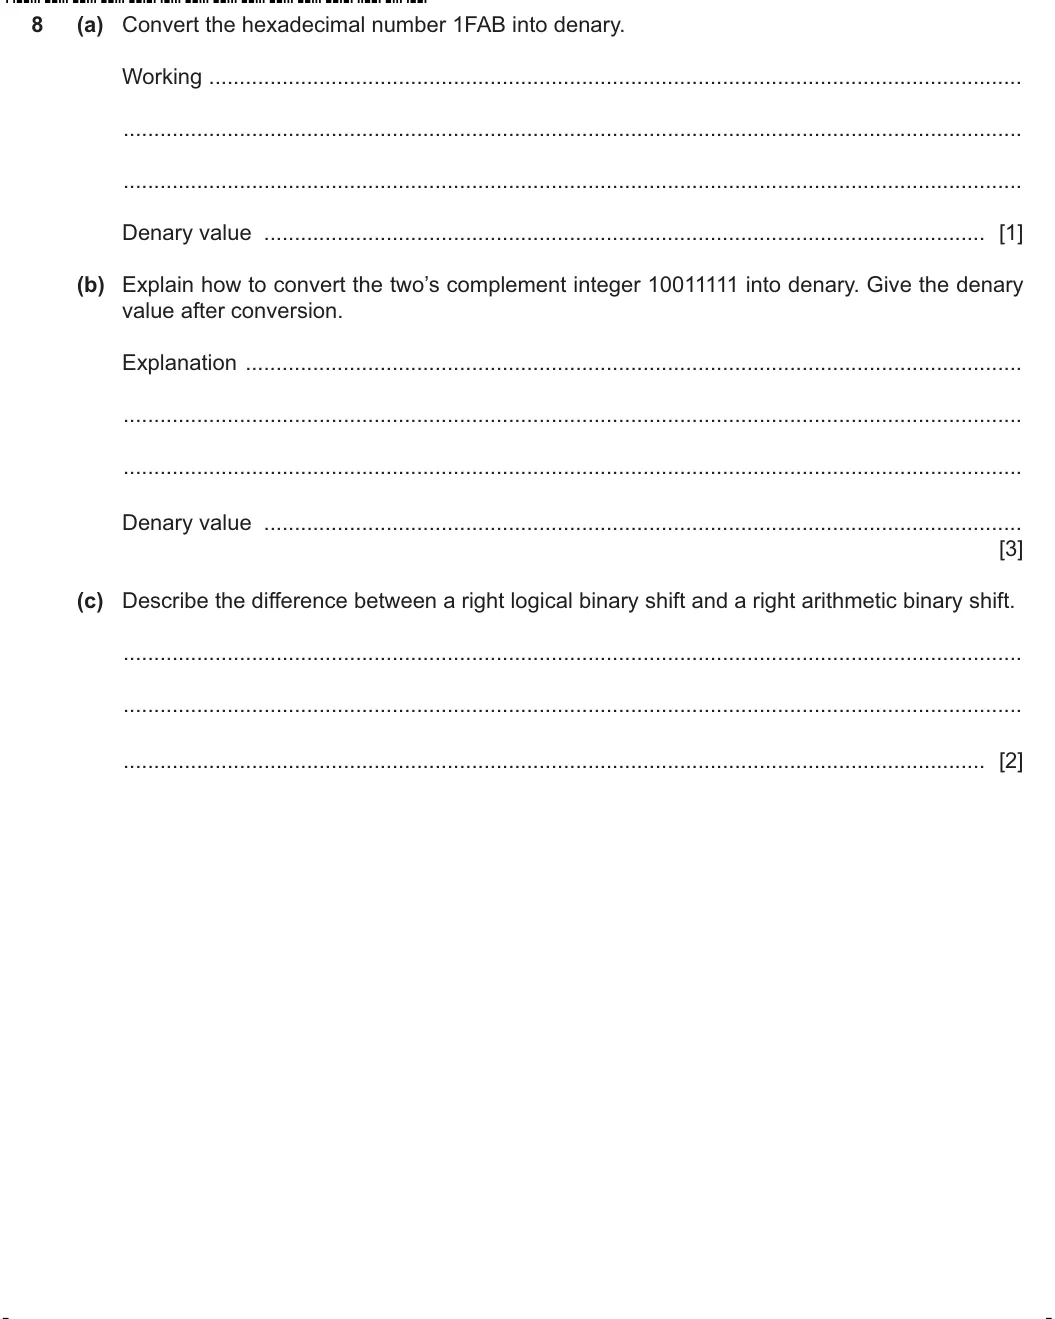 8 (a) Convert the hexadecimal number 1FAB into denary.
Working ........................................................................................................................................
........................................................................................................................................
........................................................................................................................................
Denary value ........................................................................................................................ [1]
(b) Explain how to convert the two’s complement integer 10011111 into denary. Give the denary
value after conversion.
Explanation ........................................................................................................................................
........................................................................................................................................
........................................................................................................................................
Denary value ........................................................................................................................
[3]
(c) Describe the difference between a right logical binary shift and a right arithmetic binary shift.
........................................................................................................................................
........................................................................................................................................
........................................................................................................................................ [2]